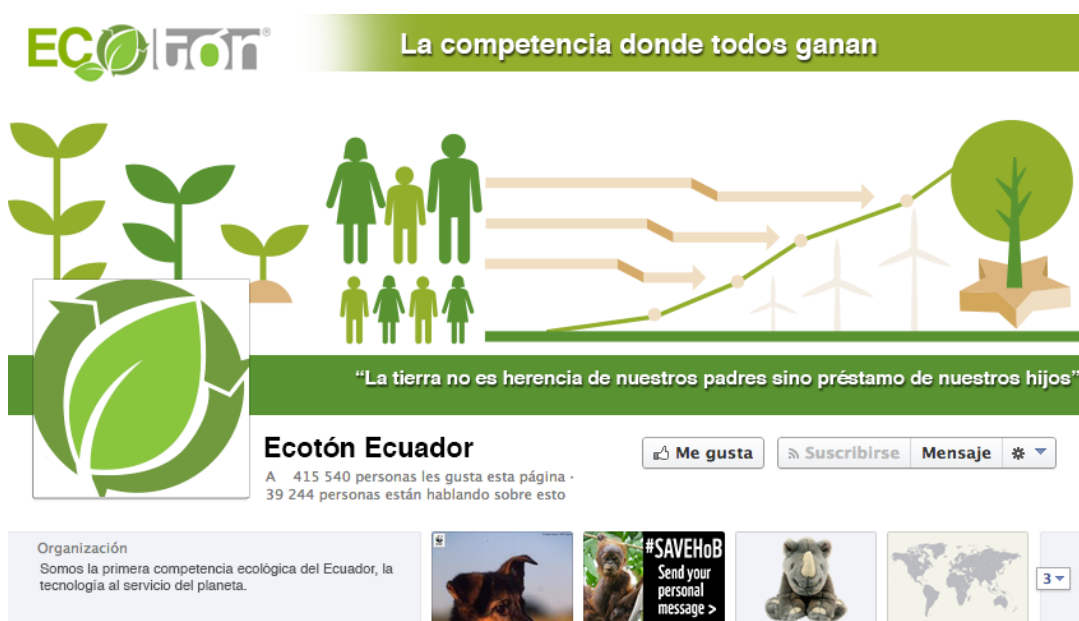 ECOTÓN®
La competencia donde todos ganan
“La tierra no es herencia de nuestros padres sino préstamo de nuestros hijos”
Ecotón Ecuador
A 415 540 personas les gusta esta página ·
39 244 personas están hablando sobre esto
Me gusta
Suscribirse
Mensaje
Organización
Somos la primera competencia ecológica del Ecuador, la
tecnología al servicio del planeta.
WWF
#SAVEHoB
Send your
personal
message >
3